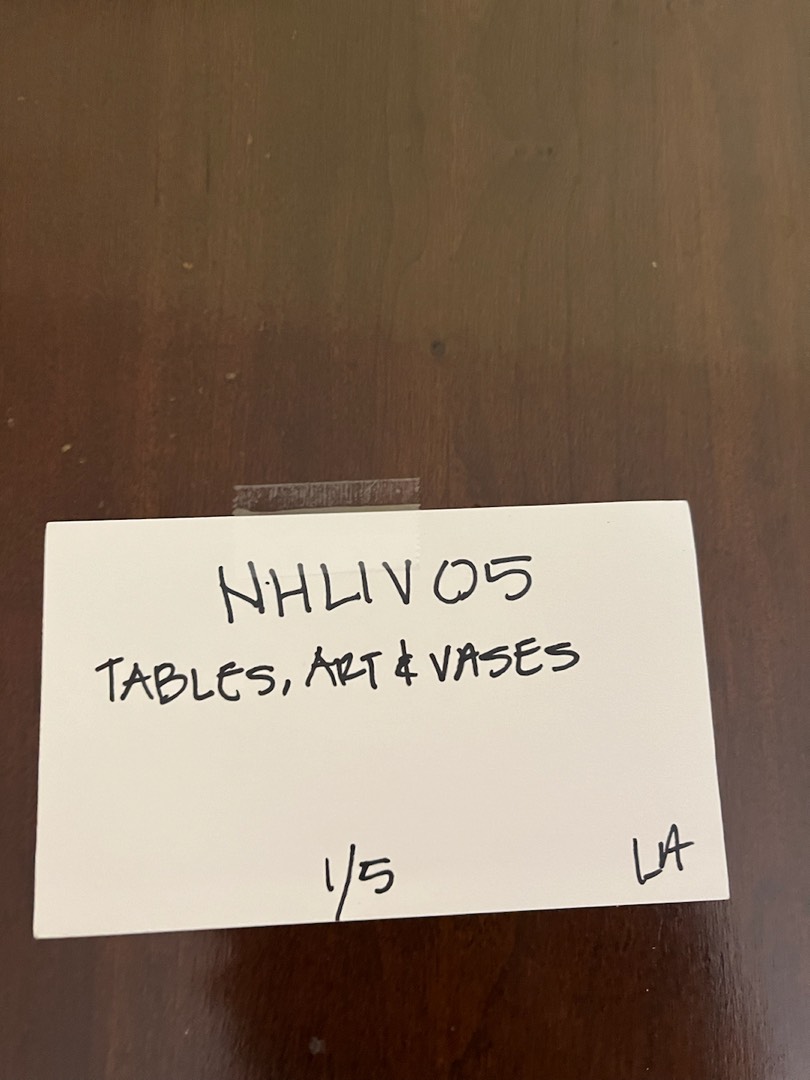 NHLIV05
TABLES, ART & VASES
1/5
LA